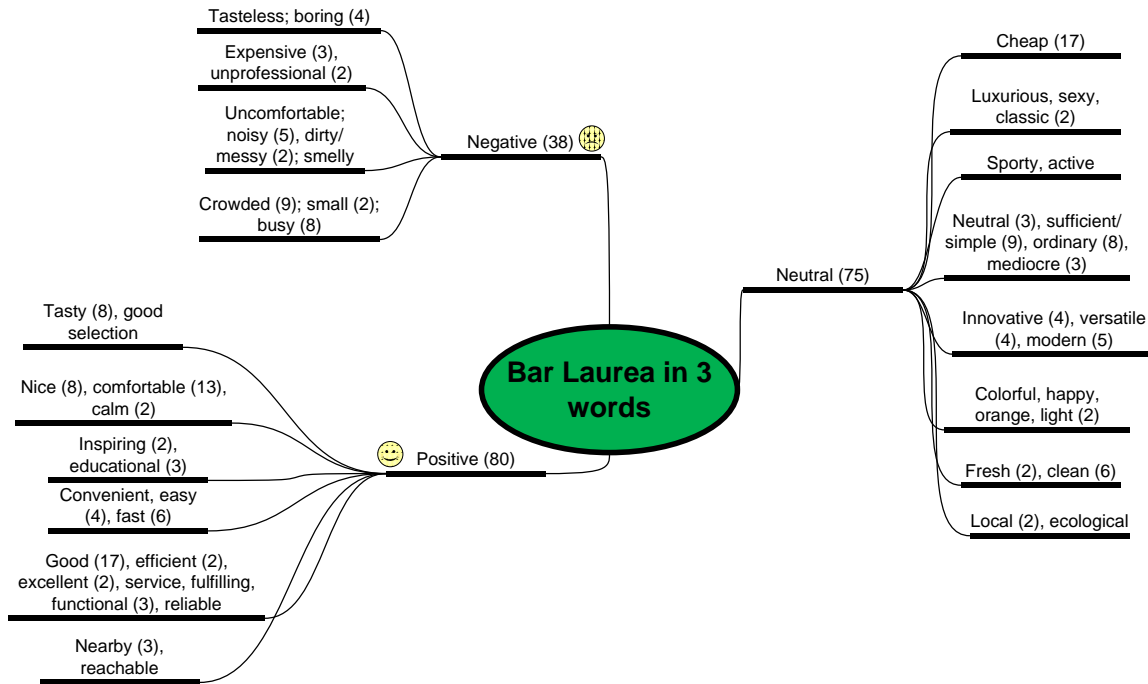 Tasteless; boring (4)
Expensive (3),
unprofessional (2)
Uncomfortable;
noisy (5), dirty/
messy (2); smelly
Crowded (9); small (2);
busy (8)
Negative (38)
Tasty (8), good
selection
Nice (8), comfortable (13),
calm (2)
Inspiring (2),
educational (3)
Convenient, easy
(4), fast (6)
Good (17), efficient (2),
excellent (2), service, fulfilling,
functional (3), reliable
Nearby (3),
reachable
Positive (80)
Bar Laurea in 3
words
Neutral (75)
Cheap (17)
Luxurious, sexy,
classic (2)
Sporty, active
Neutral (3), sufficient/
simple (9), ordinary (8),
mediocre (3)
Innovative (4), versatile
(4), modern (5)
Colorful, happy,
orange, light (2)
Fresh (2), clean (6)
Local (2), ecological